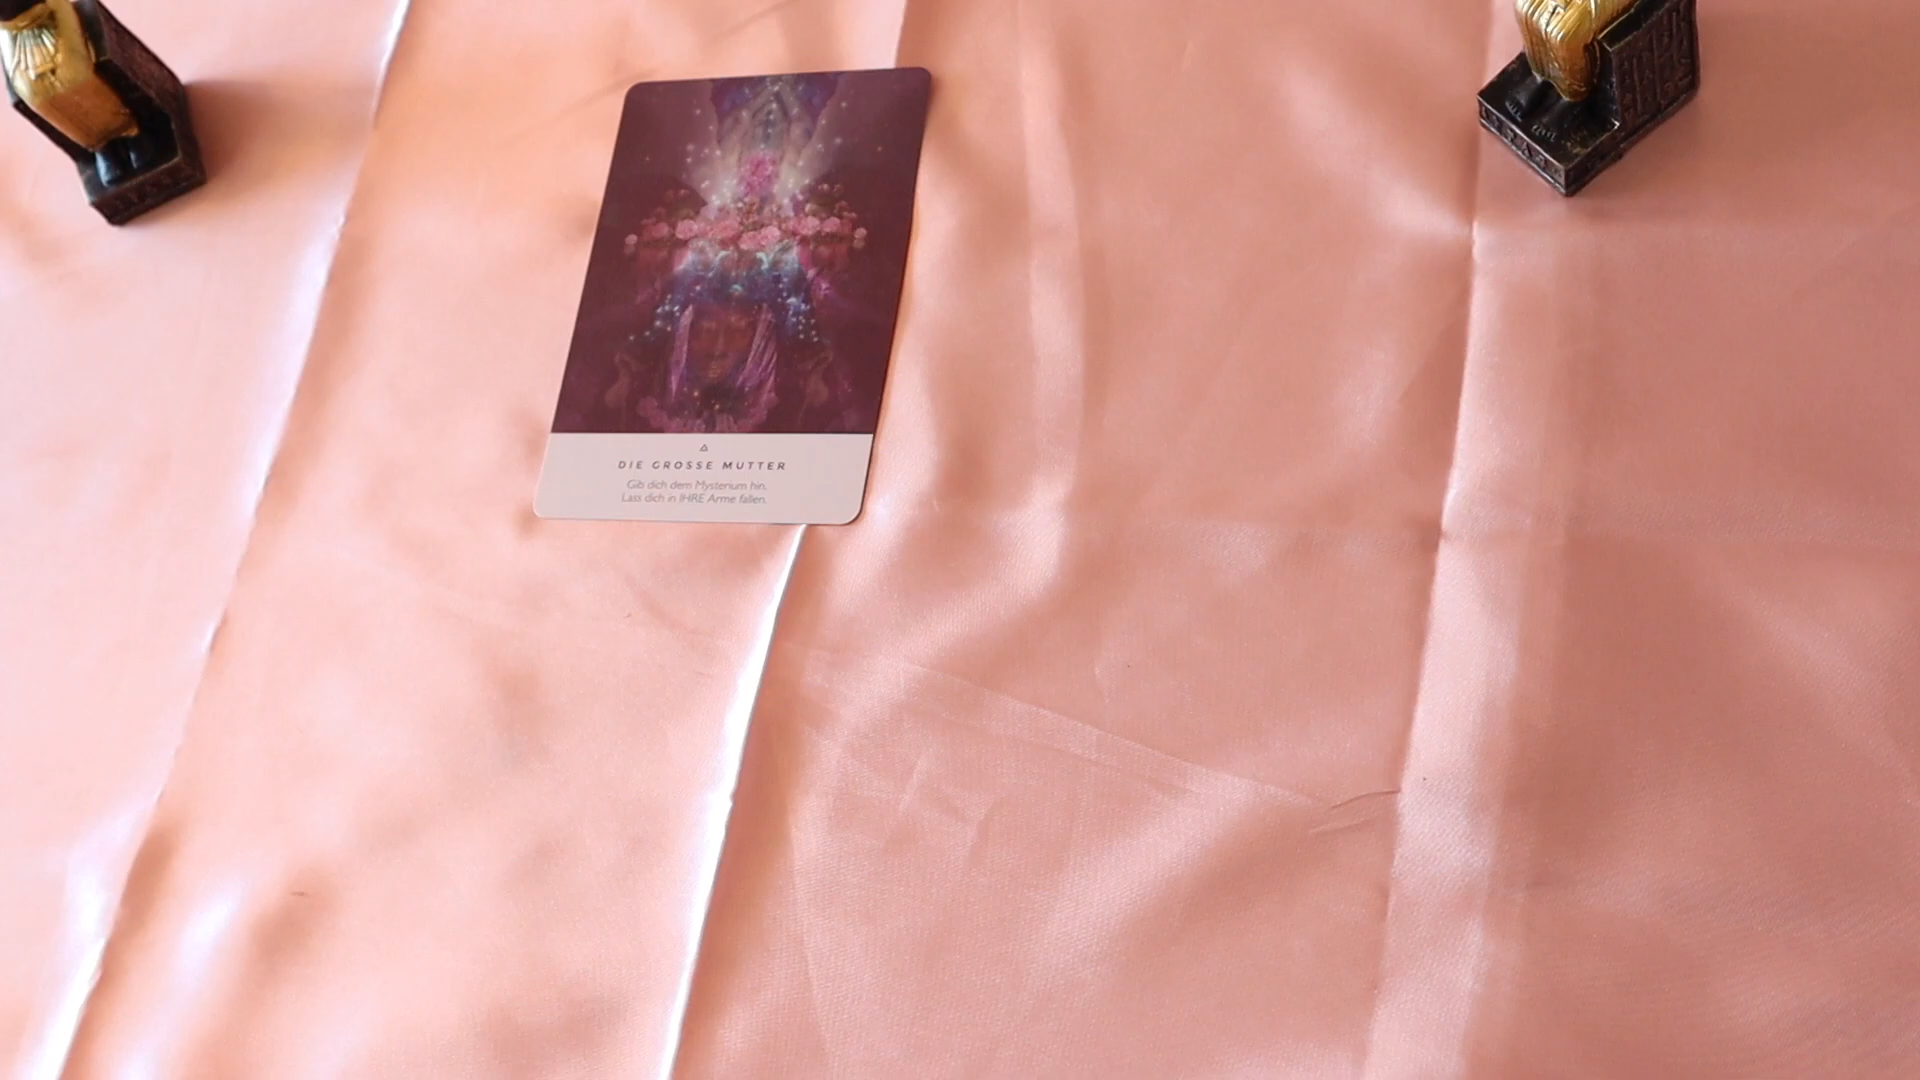 DIE GROSSE MUTTER
Gib dich dem Mysterium hin.
Lass dich in IHRE Arme fallen.